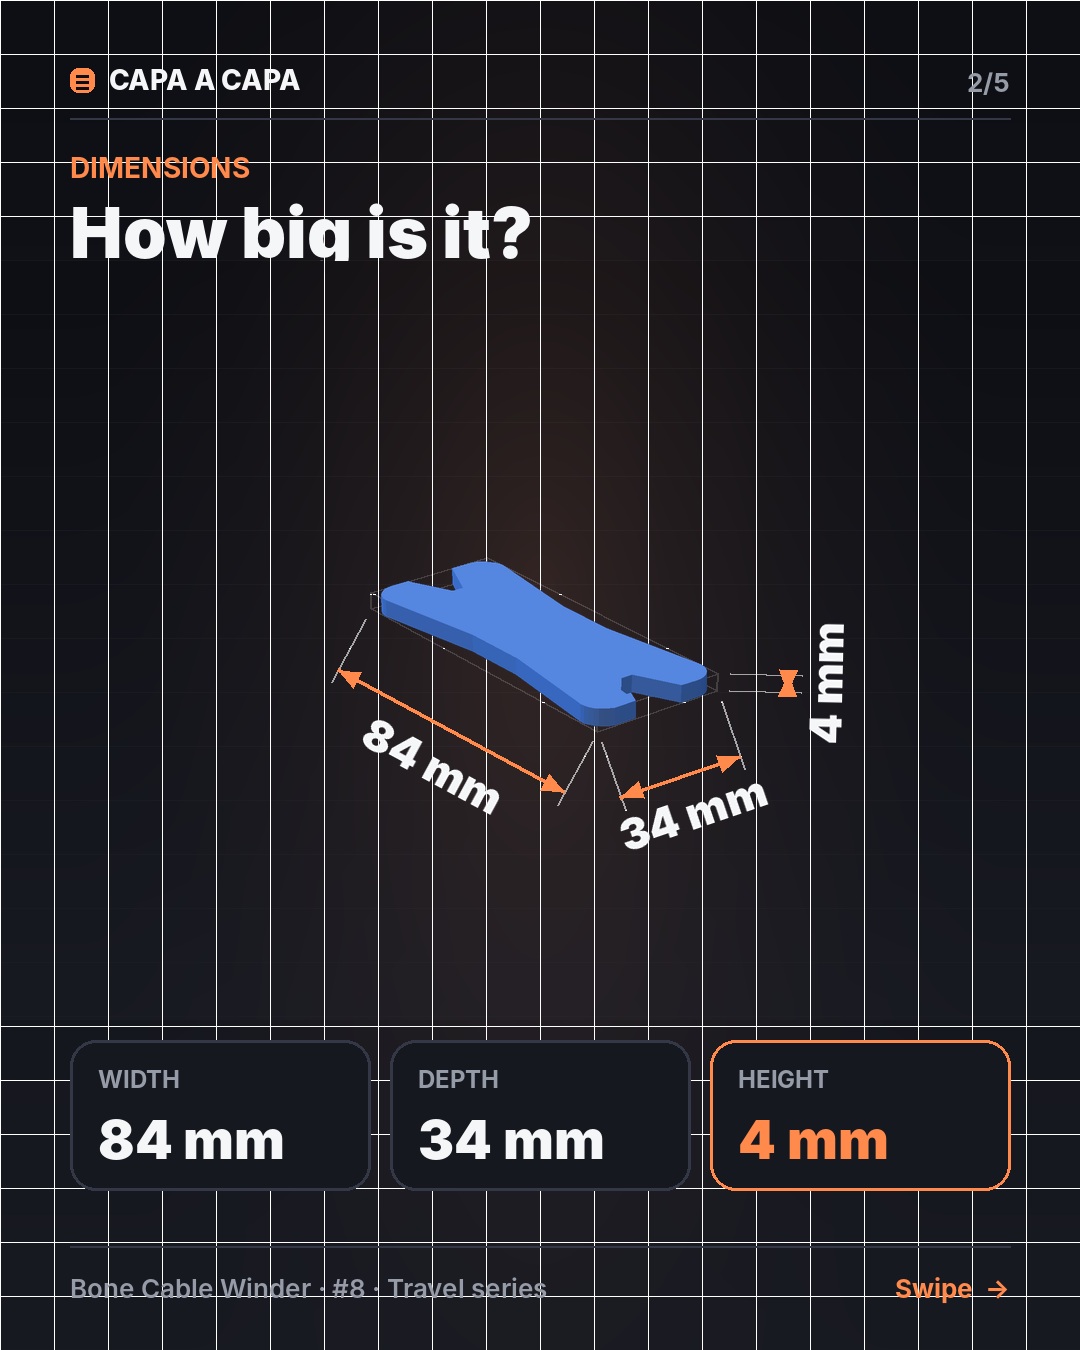 CAPA A CAPA
2/5
DIMENSIONS
How big is it?
84 mm
34 mm
4 mm
WIDTH
84 mm
DEPTH
34 mm
HEIGHT
4 mm
Bone Cable Winder · #8 · Travel series
Swipe →